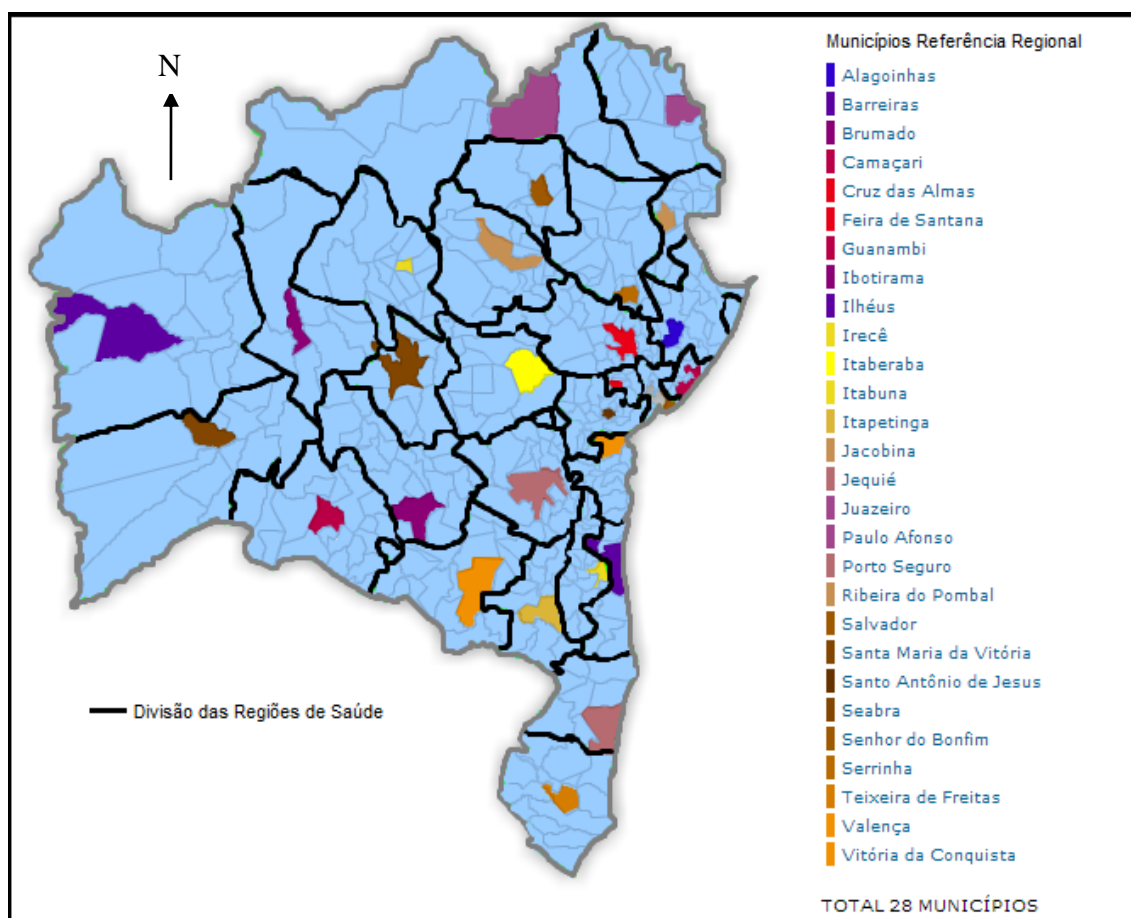 N
Municípios Referência Regional
Alagoinhas
Barreiras
Brumado
Camaçari
Cruz das Almas
Feira de Santana
Guanambi
Ibotirama
Ilhéus
Irecê
Itaberaba
Itabuna
Itapetinga
Jacobina
Jequié
Juazeiro
Paulo Afonso
Porto Seguro
Ribeira do Pombal
Salvador
Santa Maria da Vitória
Santo Antônio de Jesus
Seabra
Senhor do Bonfim
Serrinha
Teixeira de Freitas
Valença
Vitória da Conquista
Divisão das Regiões de Saúde
TOTAL 28 MUNICÍPIOS